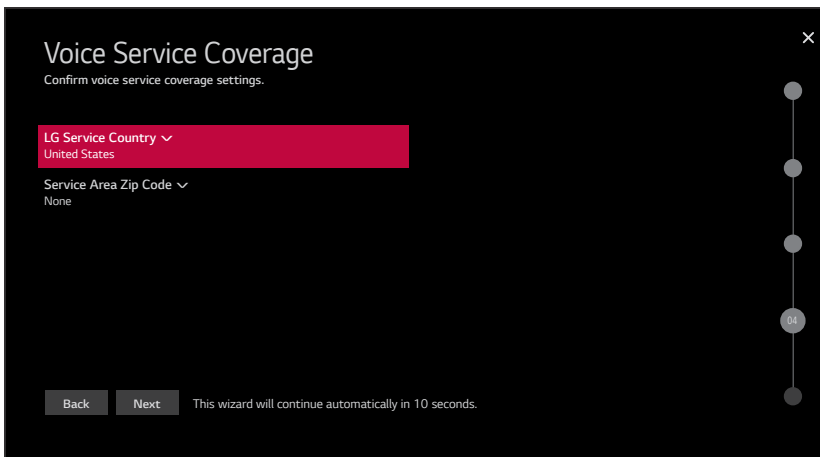 Voice Service Coverage
Confirm voice service coverage settings.
LG Service Country
United States
Service Area Zip Code
None
04
Back Next This wizard will continue automatically in 10 seconds.